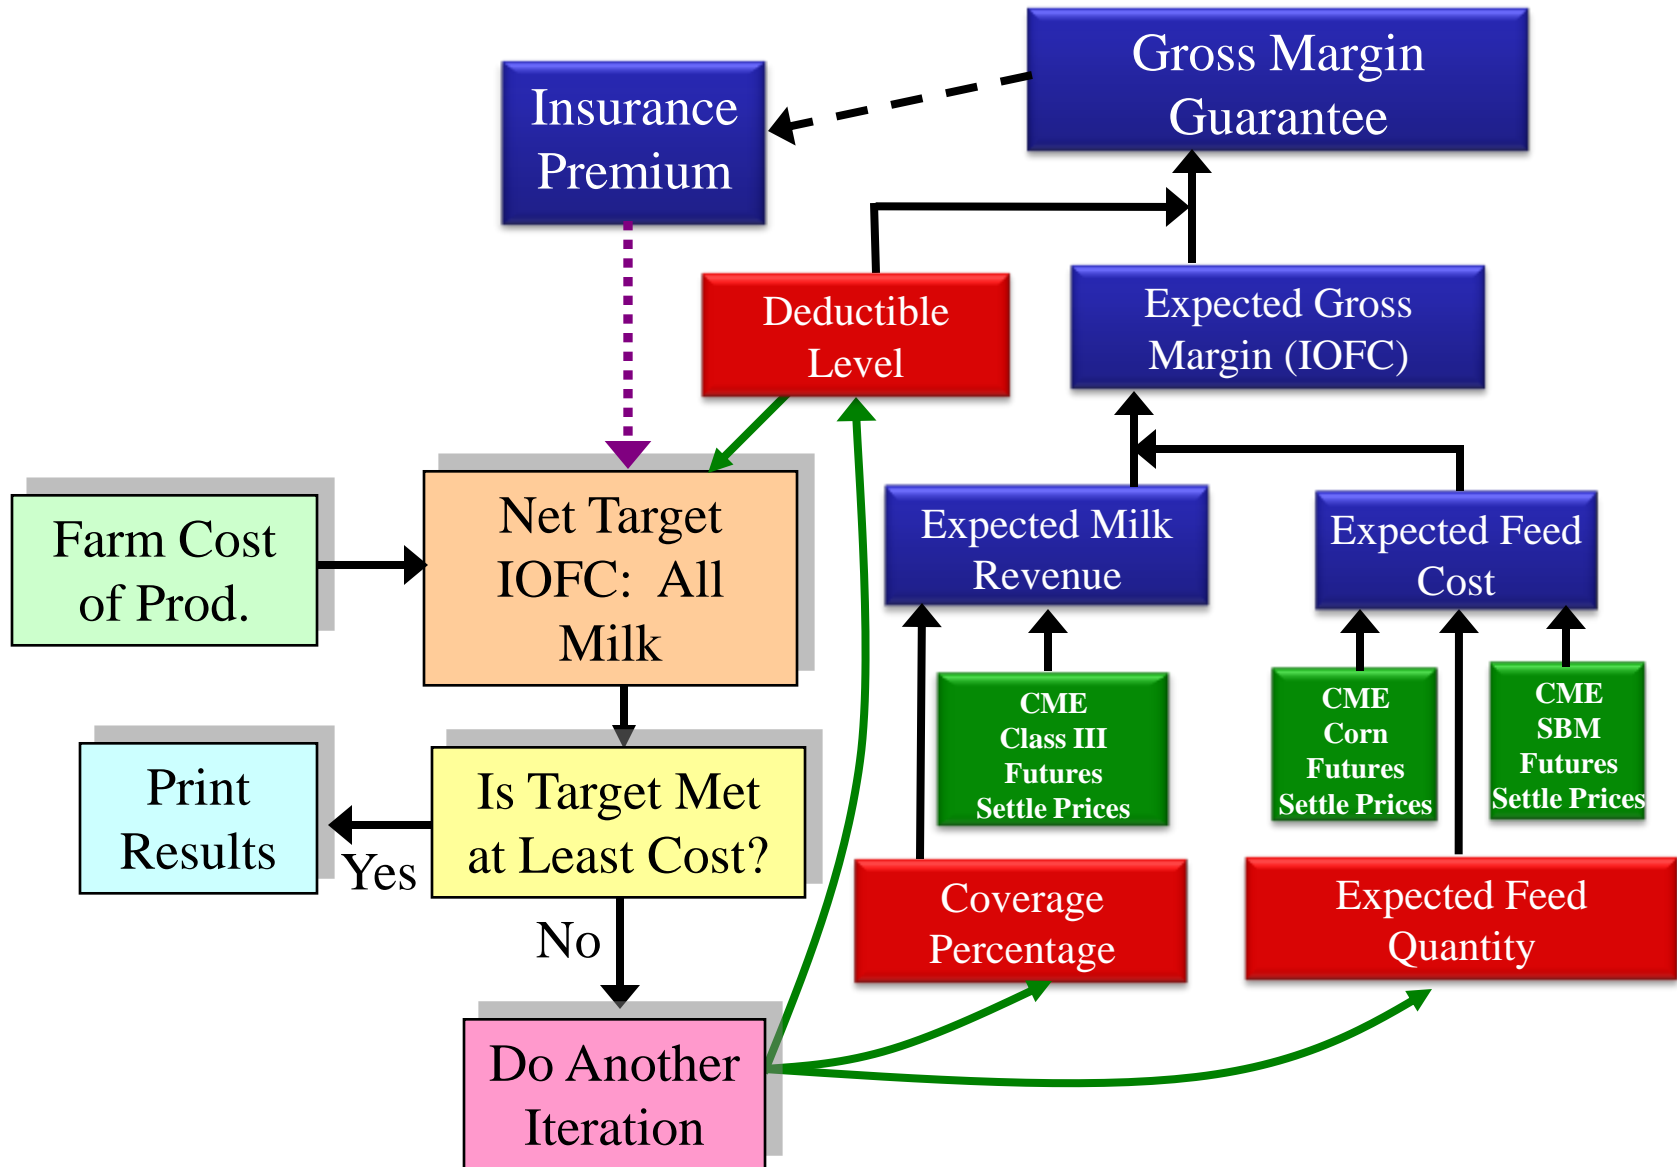 Gross Margin
Guarantee
Insurance
Premium
Deductible
Level
Expected Gross
Margin (IOFC)
Farm Cost
of Prod.
Net Target
IOFC: All
Milk
Expected Milk
Revenue
Expected Feed
Cost
CME
Class III
Futures
Settle Prices
CME
Corn
Futures
Settle Prices
CME
SBM
Futures
Settle Prices
Print
Results
Yes
Is Target Met
at Least Cost?
No
Coverage
Percentage
Expected Feed
Quantity
Do Another
Iteration